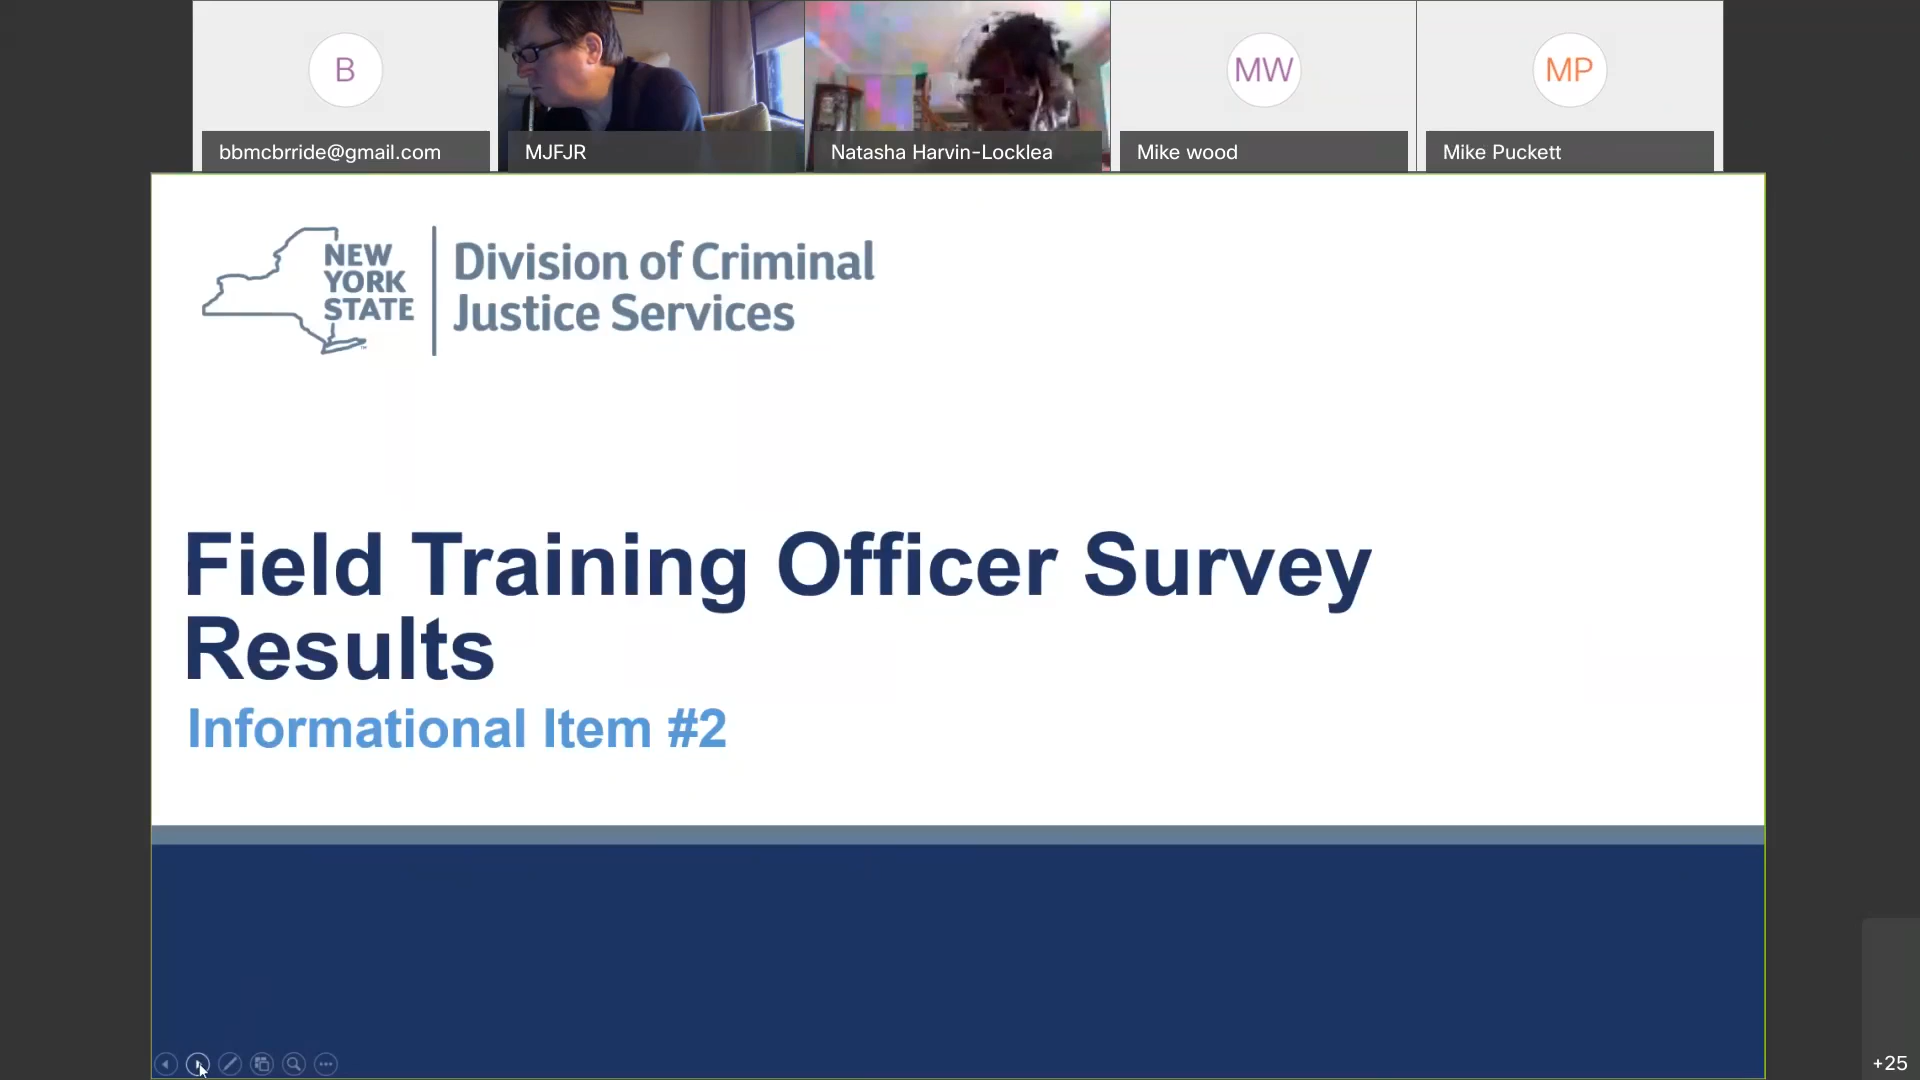 B
MW
MP
bbmcbrride@gmail.com
MJFJR
Natasha Harvin-Locklea
Mike wood
Mike Puckett
NEW
YORK
STATE
Division of Criminal
Justice Services
Field Training Officer Survey
Results
Informational Item #2
+25